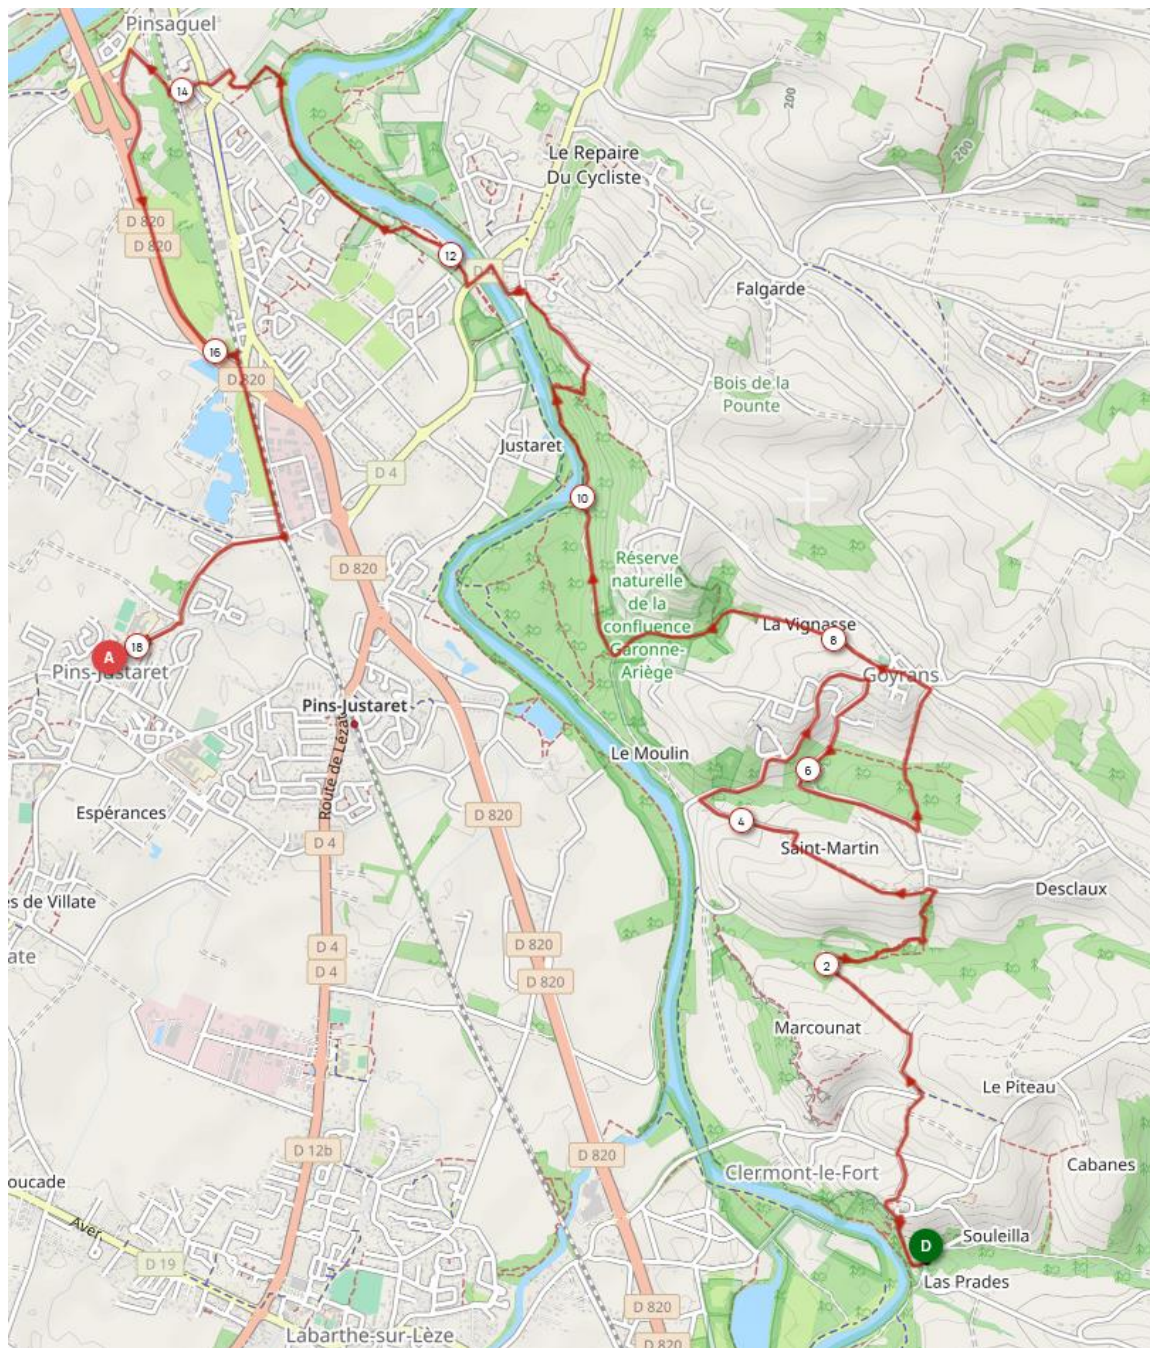 Pinsaguel
14
200
200
Le Repaire
Du Cycliste
D 820
D 820
12
Falgarde
16
D 820
Bois de la
Pounte
Justaret
D 4
10
D 820
Réserve
naturelle
de la
confluence
Garonne-
Ariège
La Vignasse
8
18
A
Pins-Justaret
Goyrans
Pins-Justaret
Route de Léza
Le Moulin
6
Espérances
D 820
4
D 4
Saint-Martin
Desclaux
es de Villate
ate
D 4
D 820
D 4
2
D 820
Marcounat
Le Piteau
D 12b
D 820
Clermont-le-Fort
Cabanes
oucade
Aver
D
Souleilla
D 19
Las Prades
D 820
Labarthe-sur-Lèze
D 820